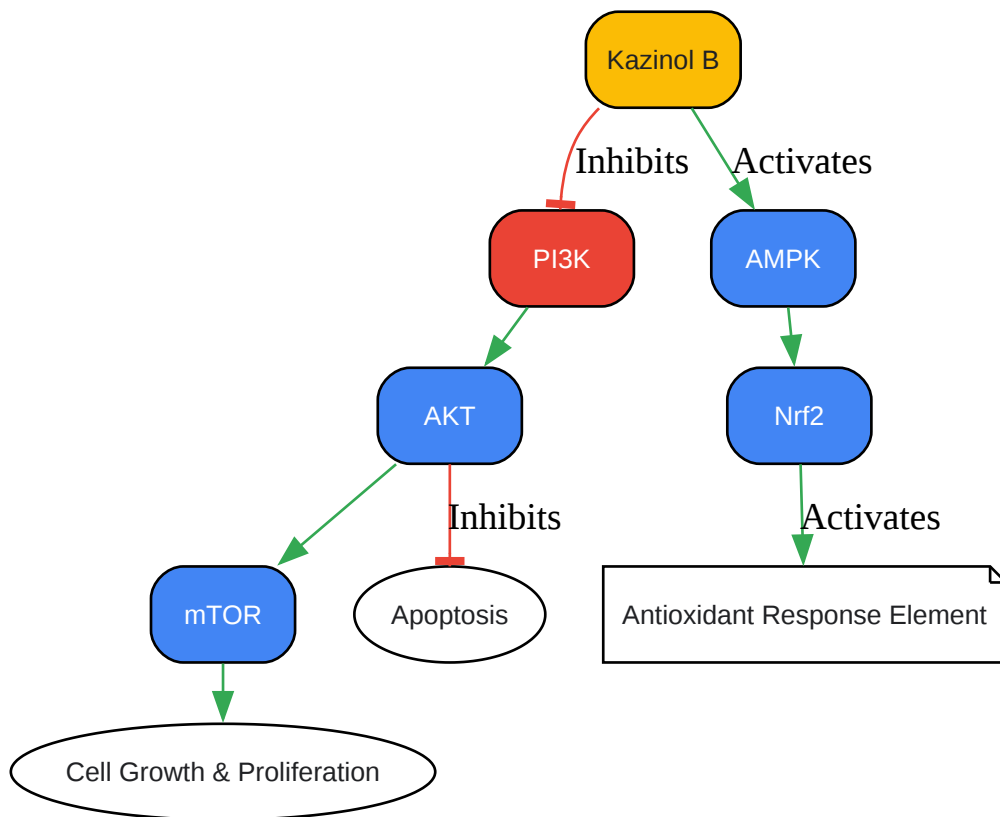 Kazinol B
Inhibits
Activates
PI3K
AMPK
AKT
Nrf2
Inhibits
Activates
mTOR
Apoptosis
Antioxidant Response Element
Cell Growth & Proliferation